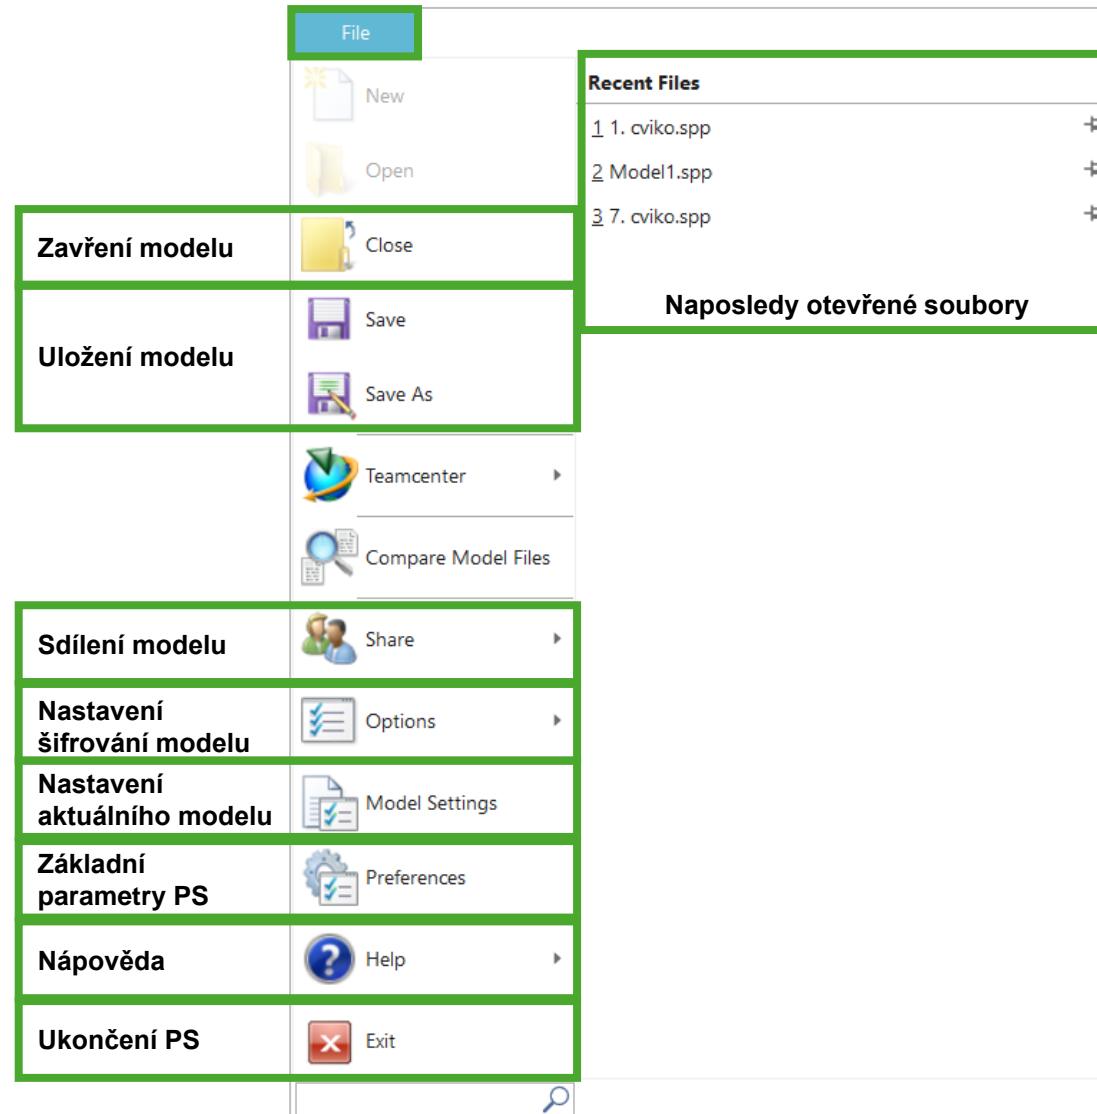 File
New
Open
Zavření modelu
Close
Uložení modelu
Save
Save As
Teamcenter
Compare Model Files
Sdílení modelu
Share
Nastavení
šifrování modelu
Options
Nastavení
aktuálního modelu
Model Settings
Základní
parametry PS
Preferences
Nápověda
Help
Ukončení PS
Exit
Recent Files
1 1. cviko.spp
2 Model1.spp
3 7. cviko.spp
Naposledy otevřené soubory